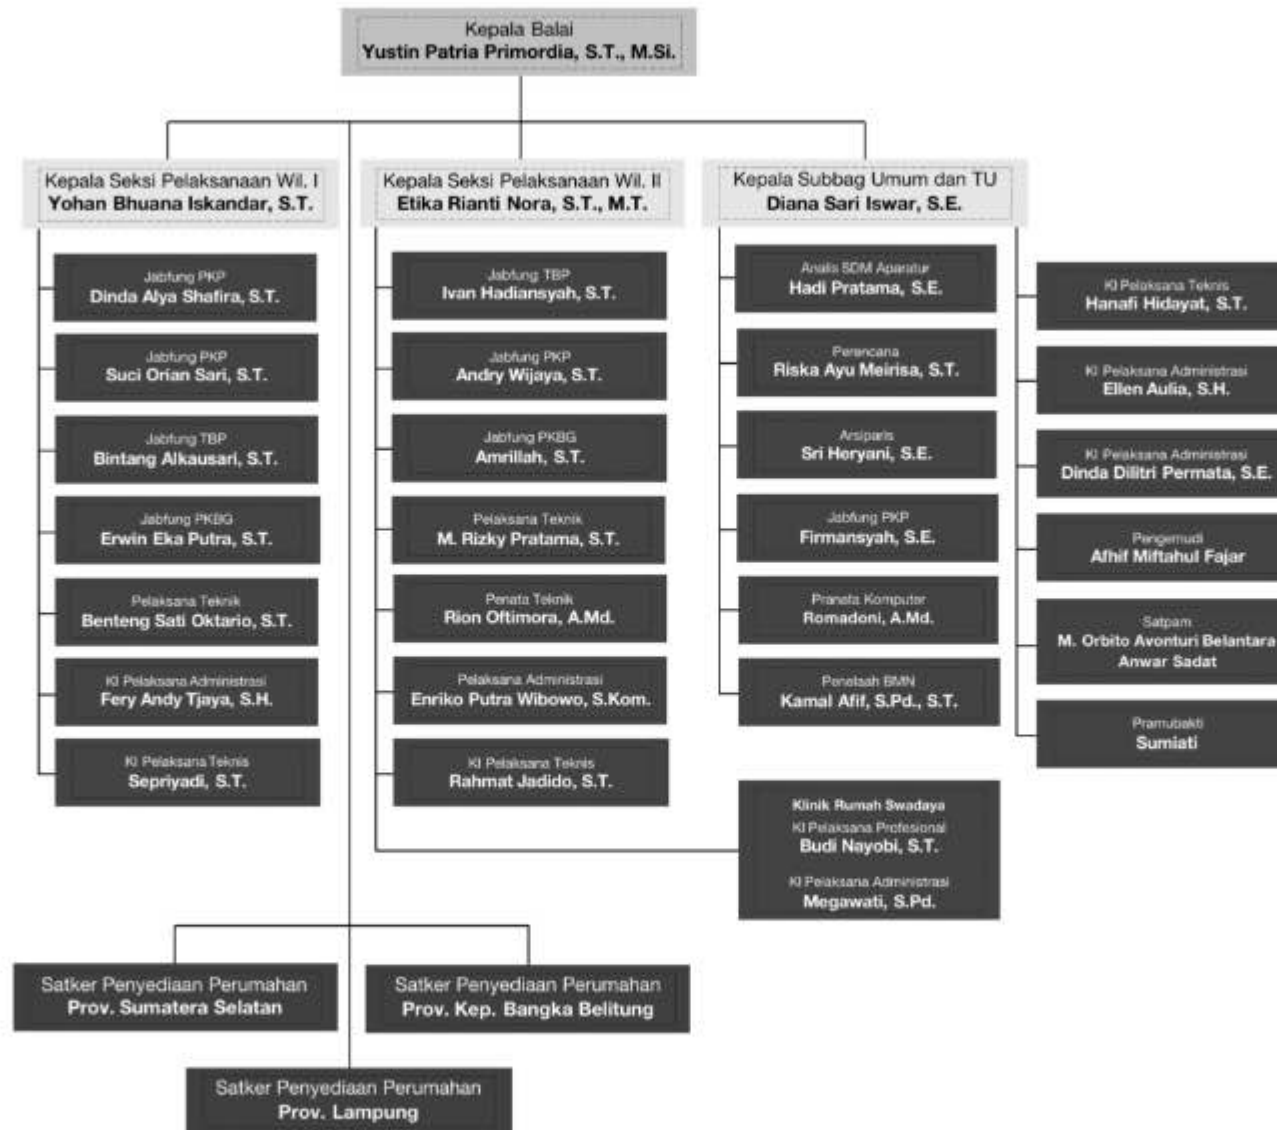 Kepala Balai
Yustin Patria Primordia, S.T., M.Si.
Kepala Seksi Pelaksanaan Wil. I
Yohan Bhuana Iskandar, S.T.
Jabfung PKP
Dinda Alya Shafira, S.T.
Jabfung PKP
Suci Orian Sari, S.T.
Jabfung TBP
Bintang Alkausari, S.T.
Jabfung PKBG
Erwin Eka Putra, S.T.
Pelaksana Teknik
Benteng Sati Oktario, S.T.
KI Pelaksana Administrasi
Fery Andy Tjaya, S.H.
KI Pelaksana Teknis
Sepriyadi, S.T.
Kepala Seksi Pelaksanaan Wil. II
Etika Rianti Nora, S.T., M.T.
Jabfung TBP
Ivan Hadiansyah, S.T.
Jabfung PKP
Andry Wijaya, S.T.
Jabfung PKBG
Amrillah, S.T.
Pelaksana Teknik
M. Rizky Pratama, S.T.
Penata Teknik
Rion Oftimora, A.Md.
Pelaksana Administrasi
Enriko Putra Wibowo, S.Kom.
KI Pelaksana Teknis
Rahmat Jadido, S.T.
Kepala Subbag Umum dan TU
Diana Sari Iswar, S.E.
Analis SDM Aparatur
Hadi Pratama, S.E.
Perencana
Riska Ayu Meirisa, S.T.
Arsiparis
Sri Heryani, S.E.
Jabfung PKP
Firmansyah, S.E.
Pranata Komputer
Romadoni, A.Md.
Penelaah BMN
Kamal Afif, S.Pd., S.T.
KI Pelaksana Teknis
Hanafi Hidayat, S.T.
KI Pelaksana Administrasi
Ellen Aulia, S.H.
KI Pelaksana Administrasi
Dinda Dilitri Permata, S.E.
Pengemudi
Afhif Miftahul Fajar
Satpam
M. Orbito Avonturi Belantara
Anwar Sadat
Pramubakti
Sumiati
Klinik Rumah Swadaya
KI Pelaksana Profesional
Budi Nayobi, S.T.
KI Pelaksana Administrasi
Megawati, S.Pd.
Satker Penyediaan Perumahan
Prov. Sumatera Selatan
Satker Penyediaan Perumahan
Prov. Kep. Bangka Belitung
Satker Penyediaan Perumahan
Prov. Lampung